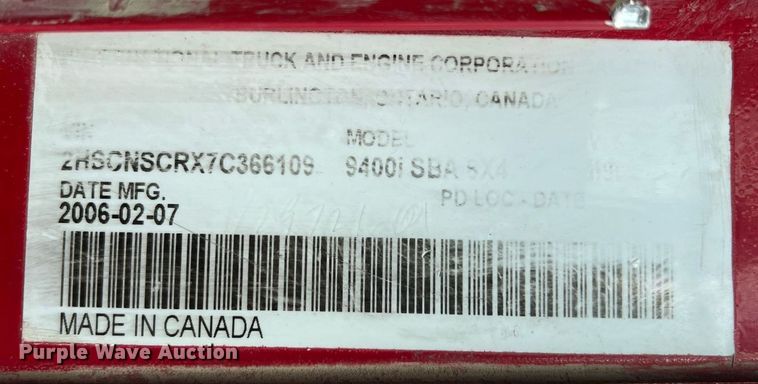 TRUCK AND ENGINE CORPORATION
BURLINGTON, ONTARIO, CANADA
MODEL
2HSCNSCRX7C366109 9400i SBA 6X4
DATE MFG. PD LOC - DATE
2006-02-07
MADE IN CANADA
Purple Wave Auction